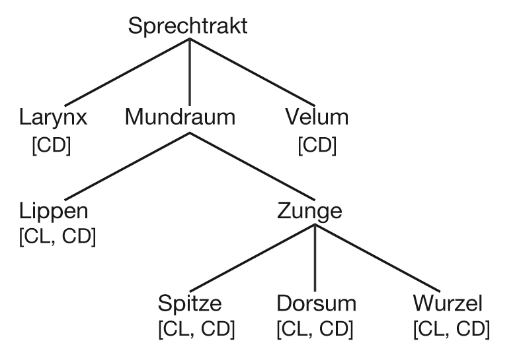 Sprechtrakt
Larynx Mundraum Velum
[CD] [CD]
Lippen Zunge
[CL, CD]
Spitze Dorsum Wurzel
[CL, CD] [CL, CD] [CL, CD]